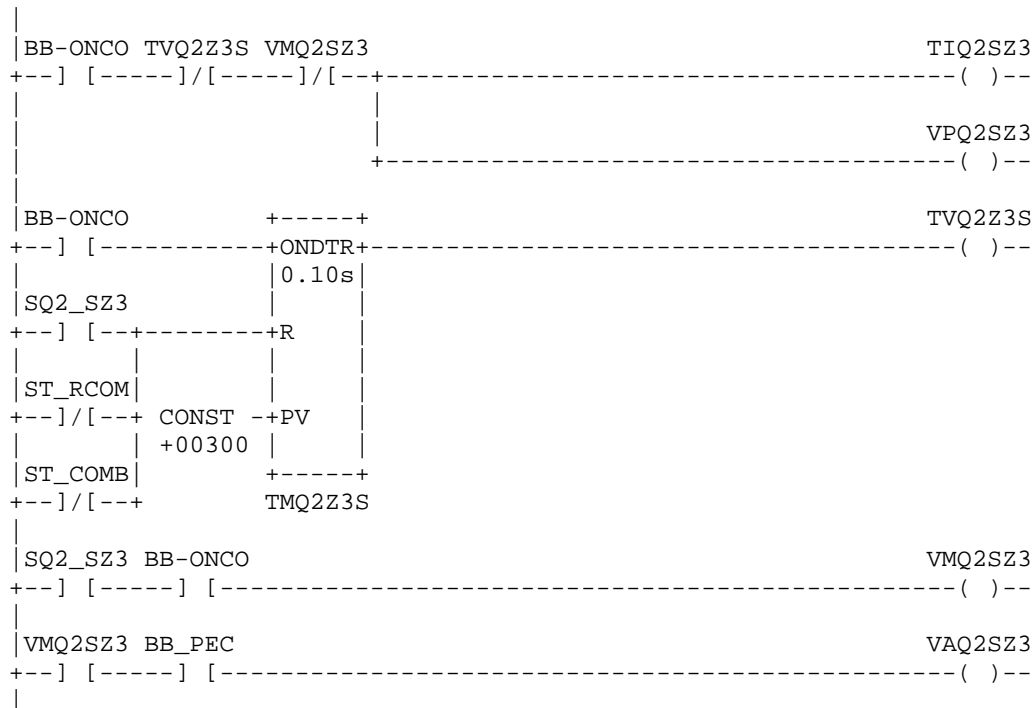 |
|BB-ONCO TVQ2Z3S VMQ2SZ3                                     TIQ2SZ3
+--] [-----]/[-----]/[--+--------------------------------------( )--
|                       |
|                       |                                    VPQ2SZ3
|                       +--------------------------------------( )--
|
|BB-ONCO         +-----+                                     TVQ2Z3S
+--] [-----------+ONDTR+---------------------------------------( )--
|                |0.10s|
|SQ2_SZ3         |     |
+--] [--+--------+R    |
|       |        |     |
|ST_RCOM|        |     |
+--]/[--+ CONST -+PV   |
|       | +00300 |     |
|ST_COMB|        +-----+
+--]/[--+        TMQ2Z3S
|
|SQ2_SZ3 BB-ONCO                                             VMQ2SZ3
+--] [-----] [-------------------------------------------------( )--
|
|VMQ2SZ3 BB_PEC                                              VAQ2SZ3
+--] [-----] [-------------------------------------------------( )--
|